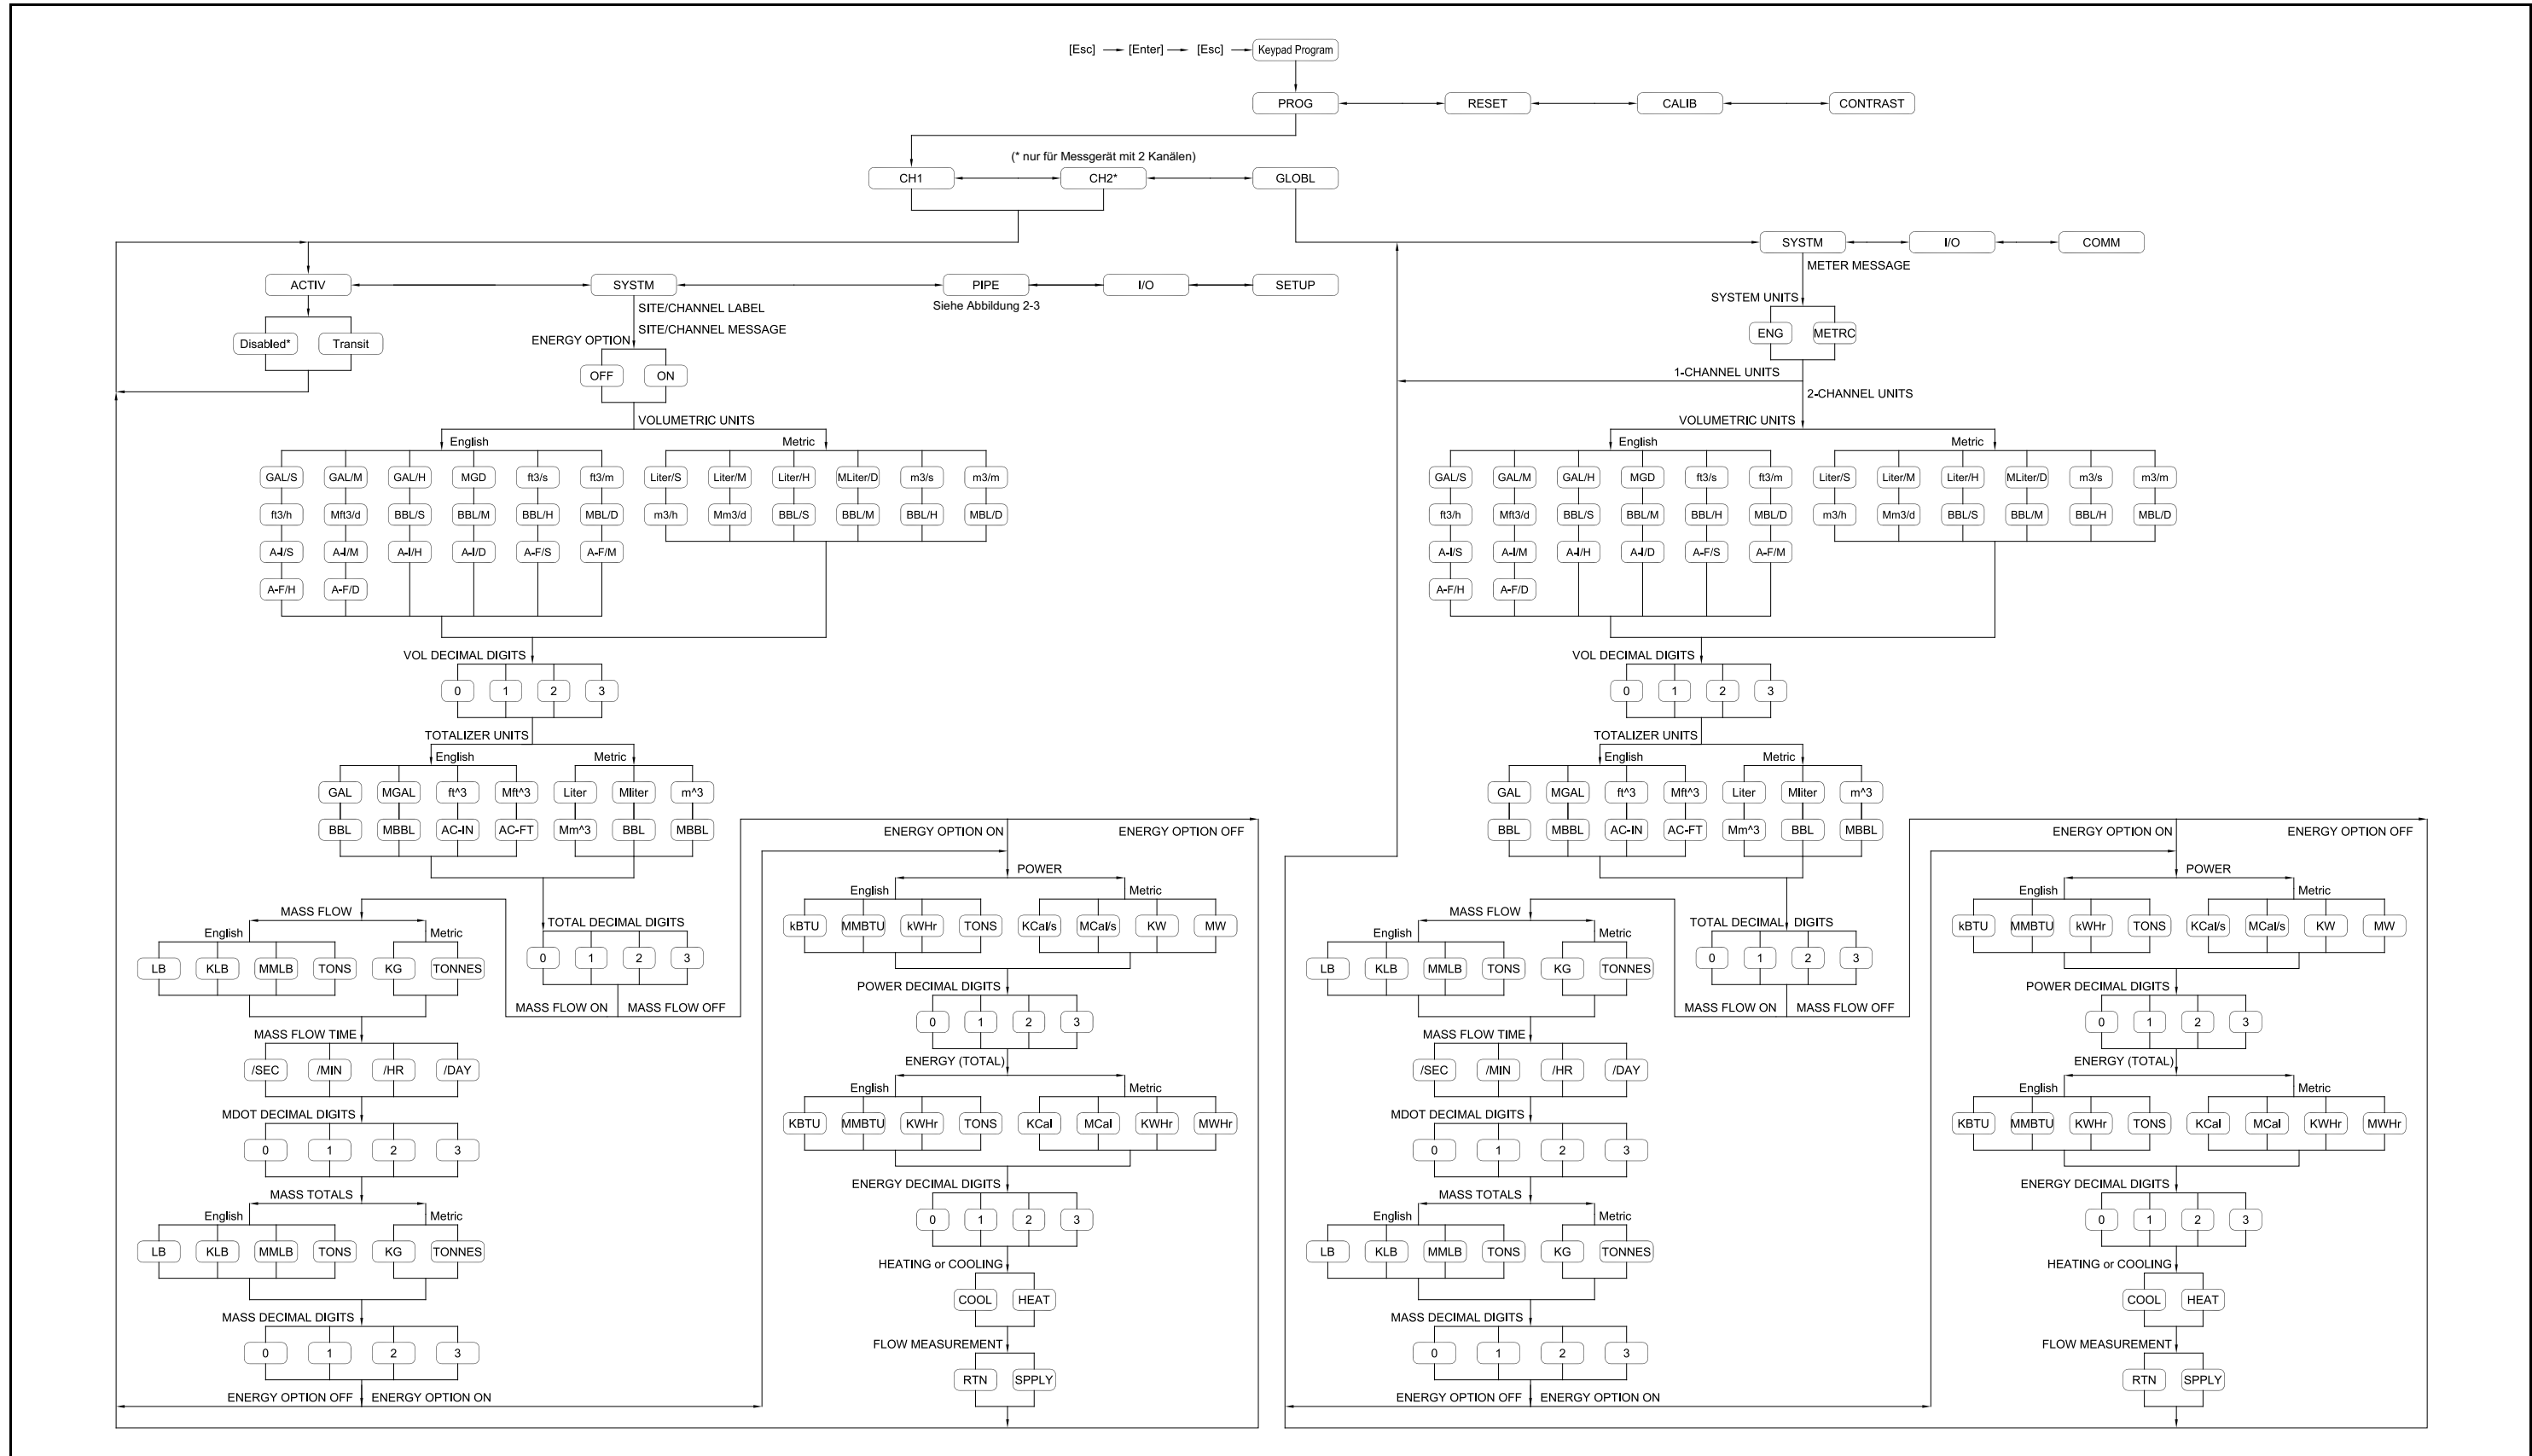 [Esc] [Enter] [Esc] Keypad Program
PROG RESET CALIB CONTRAST
(* nur für Messgerät mit 2 Kanälen)
CH1 CH2* GLOBL
ACTIV SYSTM PIPE I/O SETUP
Siehe Abbildung 2-3
SITE/CHANNEL LABEL
SITE/CHANNEL MESSAGE
Disabled* Transit
ENERGY OPTION
OFF ON
VOLUMETRIC UNITS
English Metric
GAL/S GAL/M GAL/H MGD ft3/s ft3/m Liter/S Liter/M Liter/H MLiter/D m3/s m3/m
ft3/h Mft3/d BBL/S BBL/M BBL/H MBL/D m3/h Mm3/d BBL/S BBL/M BBL/H MBL/D
A-I/S A-I/M A-I/H A-I/D A-F/S A-F/M
A-F/H A-F/D
VOL DECIMAL DIGITS
0 1 2 3
TOTALIZER UNITS
English Metric
GAL MGAL ft^3 Mft^3 Liter Mliter m^3
BBL MBBL AC-IN AC-FT Mm^3 BBL MBBL
TOTAL DECIMAL DIGITS
0 1 2 3
MASS FLOW ON MASS FLOW OFF
MASS FLOW
English Metric
LB KLB MMLB TONS KG TONNES
MASS FLOW TIME
/SEC /MIN /HR /DAY
MDOT DECIMAL DIGITS
0 1 2 3
MASS TOTALS
English Metric
LB KLB MMLB TONS KG TONNES
MASS DECIMAL DIGITS
0 1 2 3
ENERGY OPTION OFF ENERGY OPTION ON
ENERGY OPTION ON ENERGY OPTION OFF
POWER
English Metric
kBTU MMBTU kWHr TONS KCal/s MCal/s KW MW
POWER DECIMAL DIGITS
0 1 2 3
ENERGY (TOTAL)
English Metric
KBTU MMBTU KWHr TONS KCal MCal KWHr MWHr
ENERGY DECIMAL DIGITS
0 1 2 3
HEATING or COOLING
COOL HEAT
FLOW MEASUREMENT
RTN SPPLY
SYSTM I/O COMM
METER MESSAGE
SYSTEM UNITS
ENG METRC
1-CHANNEL UNITS
2-CHANNEL UNITS
VOLUMETRIC UNITS
English Metric
GAL/S GAL/M GAL/H MGD ft3/s ft3/m Liter/S Liter/M Liter/H MLiter/D m3/s m3/m
ft3/h Mft3/d BBL/S BBL/M BBL/H MBL/D m3/h Mm3/d BBL/S BBL/M BBL/H MBL/D
A-I/S A-I/M A-I/H A-I/D A-F/S A-F/M
A-F/H A-F/D
VOL DECIMAL DIGITS
0 1 2 3
TOTALIZER UNITS
English Metric
GAL MGAL ft^3 Mft^3 Liter Mliter m^3
BBL MBBL AC-IN AC-FT Mm^3 BBL MBBL
TOTAL DECIMAL DIGITS
0 1 2 3
MASS FLOW ON MASS FLOW OFF
MASS FLOW
English Metric
LB KLB MMLB TONS KG TONNES
MASS FLOW TIME
/SEC /MIN /HR /DAY
MDOT DECIMAL DIGITS
0 1 2 3
MASS TOTALS
English Metric
LB KLB MMLB TONS KG TONNES
MASS DECIMAL DIGITS
0 1 2 3
ENERGY OPTION OFF ENERGY OPTION ON
ENERGY OPTION ON ENERGY OPTION OFF
POWER
English Metric
kBTU MMBTU kWHr TONS KCal/s MCal/s KW MW
POWER DECIMAL DIGITS
0 1 2 3
ENERGY (TOTAL)
English Metric
KBTU MMBTU KWHr TONS KCal MCal KWHr MWHr
ENERGY DECIMAL DIGITS
0 1 2 3
HEATING or COOLING
COOL HEAT
FLOW MEASUREMENT
RTN SPPLY